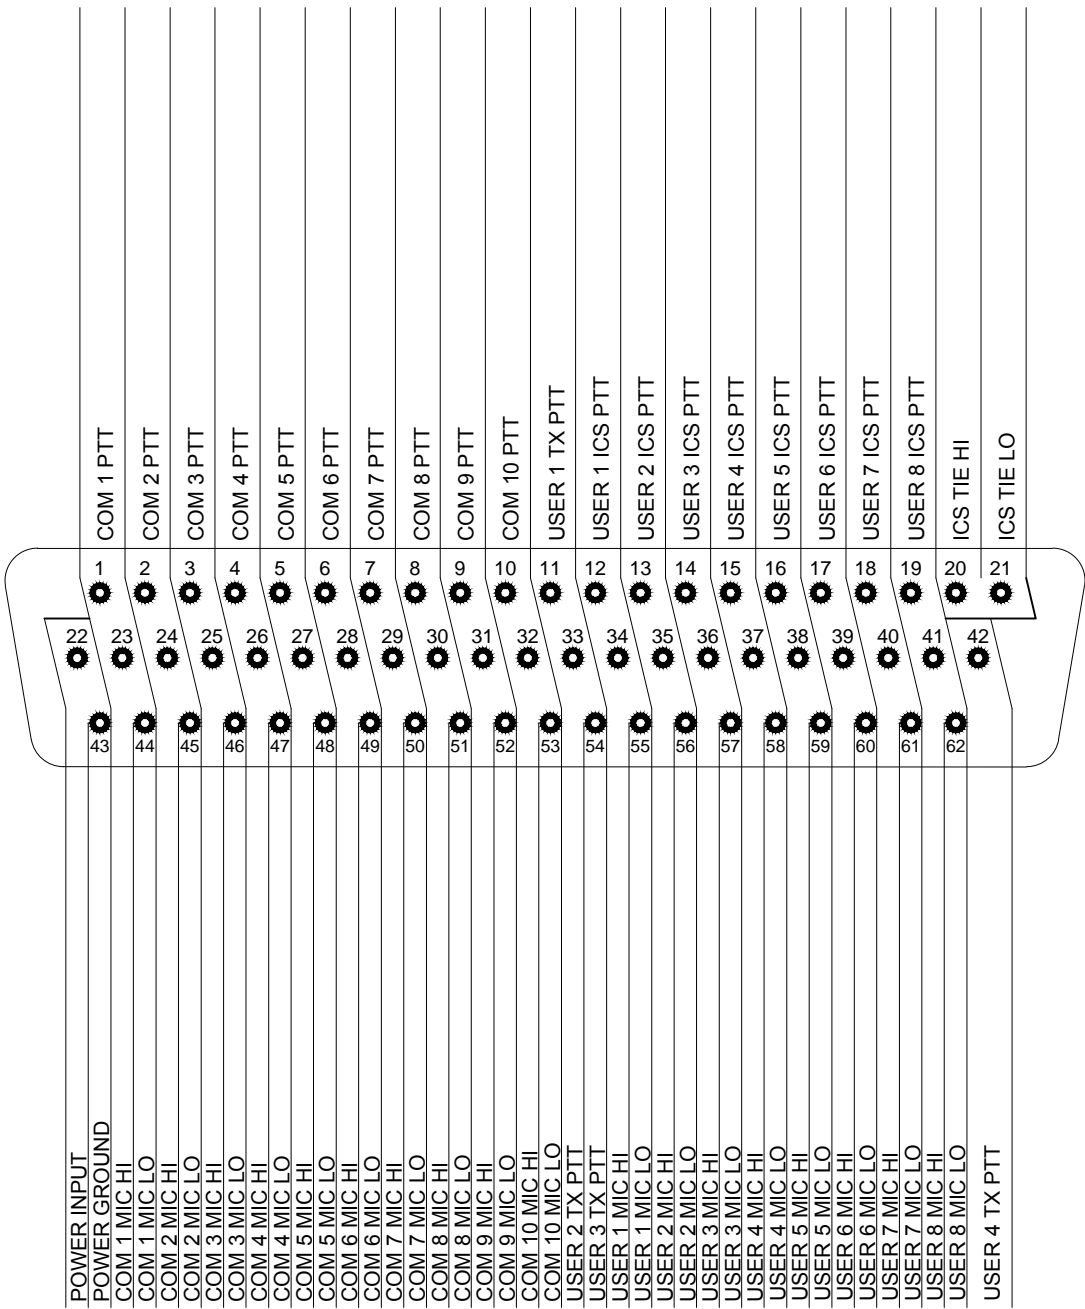 COM 1 PTT
COM 2 PTT
COM 3 PTT
COM 4 PTT
COM 5 PTT
COM 6 PTT
COM 7 PTT
COM 8 PTT
COM 9 PTT
COM 10 PTT
USER 1 TX PTT
USER 1 ICS PTT
USER 2 ICS PTT
USER 3 ICS PTT
USER 4 ICS PTT
USER 5 ICS PTT
USER 6 ICS PTT
USER 7 ICS PTT
USER 8 ICS PTT
ICS TIE HI
ICS TIE LO
1 2 3 4 5 6 7 8 9 10 11 12 13 14 15 16 17 18 19 20 21
22 23 24 25 26 27 28 29 30 31 32 33 34 35 36 37 38 39 40 41 42
43 44 45 46 47 48 49 50 51 52 53 54 55 56 57 58 59 60 61 62
POWER INPUT
POWER GROUND
COM 1 MIC HI
COM 1 MIC LO
COM 2 MIC HI
COM 2 MIC LO
COM 3 MIC HI
COM 3 MIC LO
COM 4 MIC HI
COM 4 MIC LO
COM 5 MIC HI
COM 5 MIC LO
COM 6 MIC HI
COM 6 MIC LO
COM 7 MIC HI
COM 7 MIC LO
COM 8 MIC HI
COM 8 MIC LO
COM 9 MIC HI
COM 9 MIC LO
COM 10 MIC HI
COM 10 MIC LO
USER 2 TX PTT
USER 3 TX PTT
USER 1 MIC HI
USER 1 MIC LO
USER 2 MIC HI
USER 2 MIC LO
USER 3 MIC HI
USER 3 MIC LO
USER 4 MIC HI
USER 4 MIC LO
USER 5 MIC HI
USER 5 MIC LO
USER 6 MIC HI
USER 6 MIC LO
USER 7 MIC HI
USER 7 MIC LO
USER 8 MIC HI
USER 8 MIC LO
USER 4 TX PTT